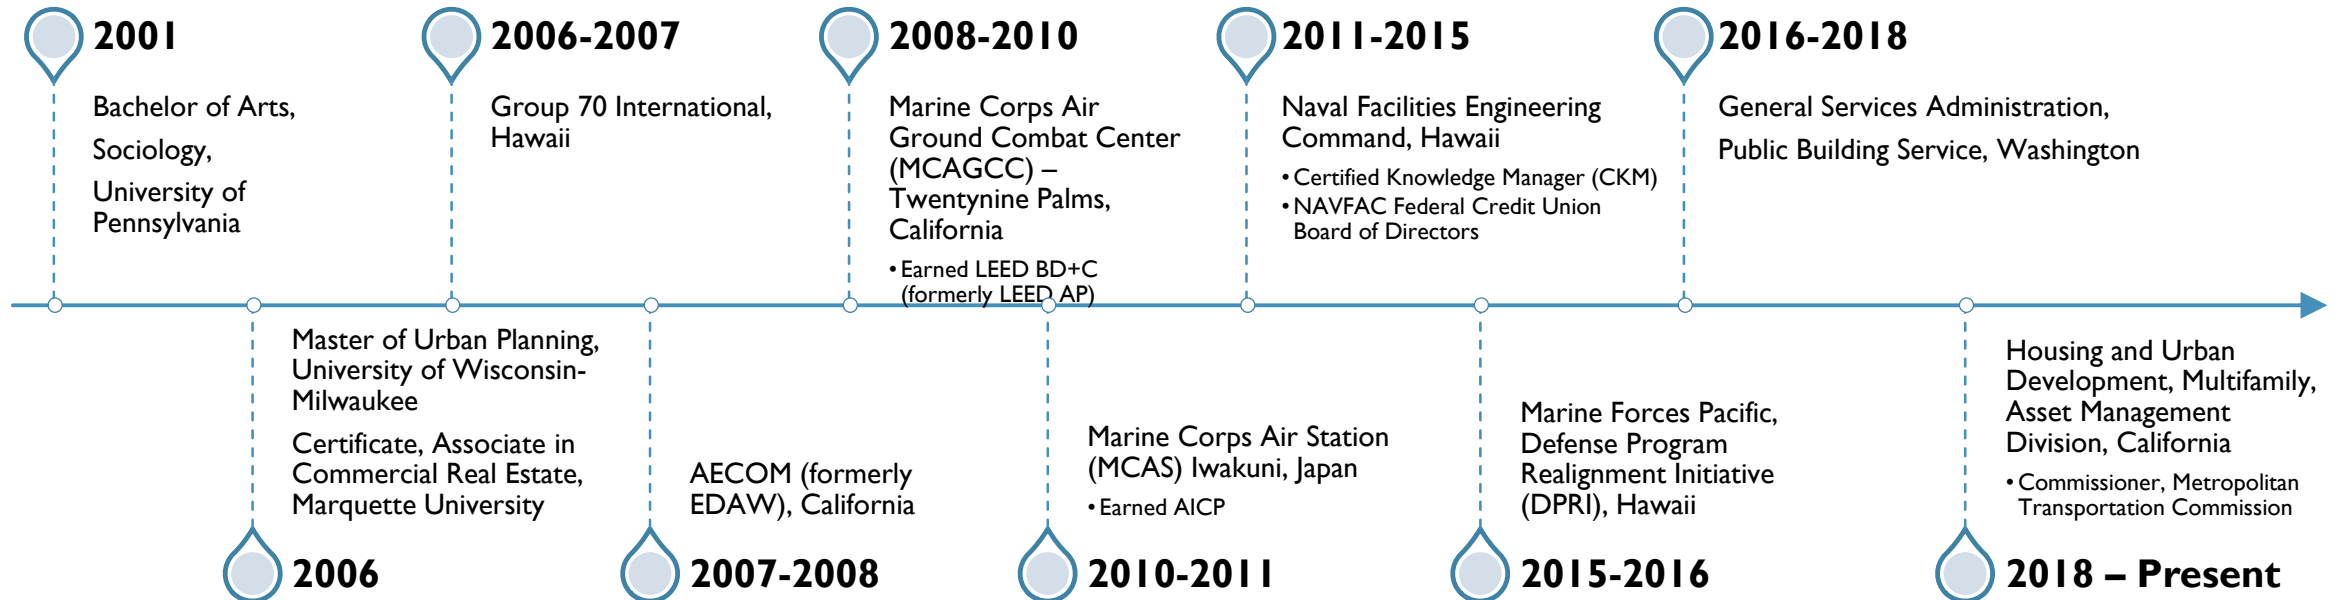 2001
Bachelor of Arts,
Sociology,
University of
Pennsylvania
2006
Master of Urban Planning,
University of Wisconsin-
Milwaukee
Certificate, Associate in
Commercial Real Estate,
Marquette University
2006-2007
Group 70 International,
Hawaii
2007-2008
AECOM (formerly
EDAW), California
2008-2010
Marine Corps Air
Ground Combat Center
(MCAGCC) –
Twentynine Palms,
California
• Earned LEED BD+C
(formerly LEED AP)
2010-2011
Marine Corps Air Station
(MCAS) Iwakuni, Japan
• Earned AICP
2011-2015
Naval Facilities Engineering
Command, Hawaii
• Certified Knowledge Manager (CKM)
• NAVFAC Federal Credit Union
Board of Directors
2015-2016
Marine Forces Pacific,
Defense Program
Realignment Initiative
(DPRI), Hawaii
2016-2018
General Services Administration,
Public Building Service, Washington
2018 – Present
Housing and Urban
Development, Multifamily,
Asset Management
Division, California
• Commissioner, Metropolitan
Transportation Commission